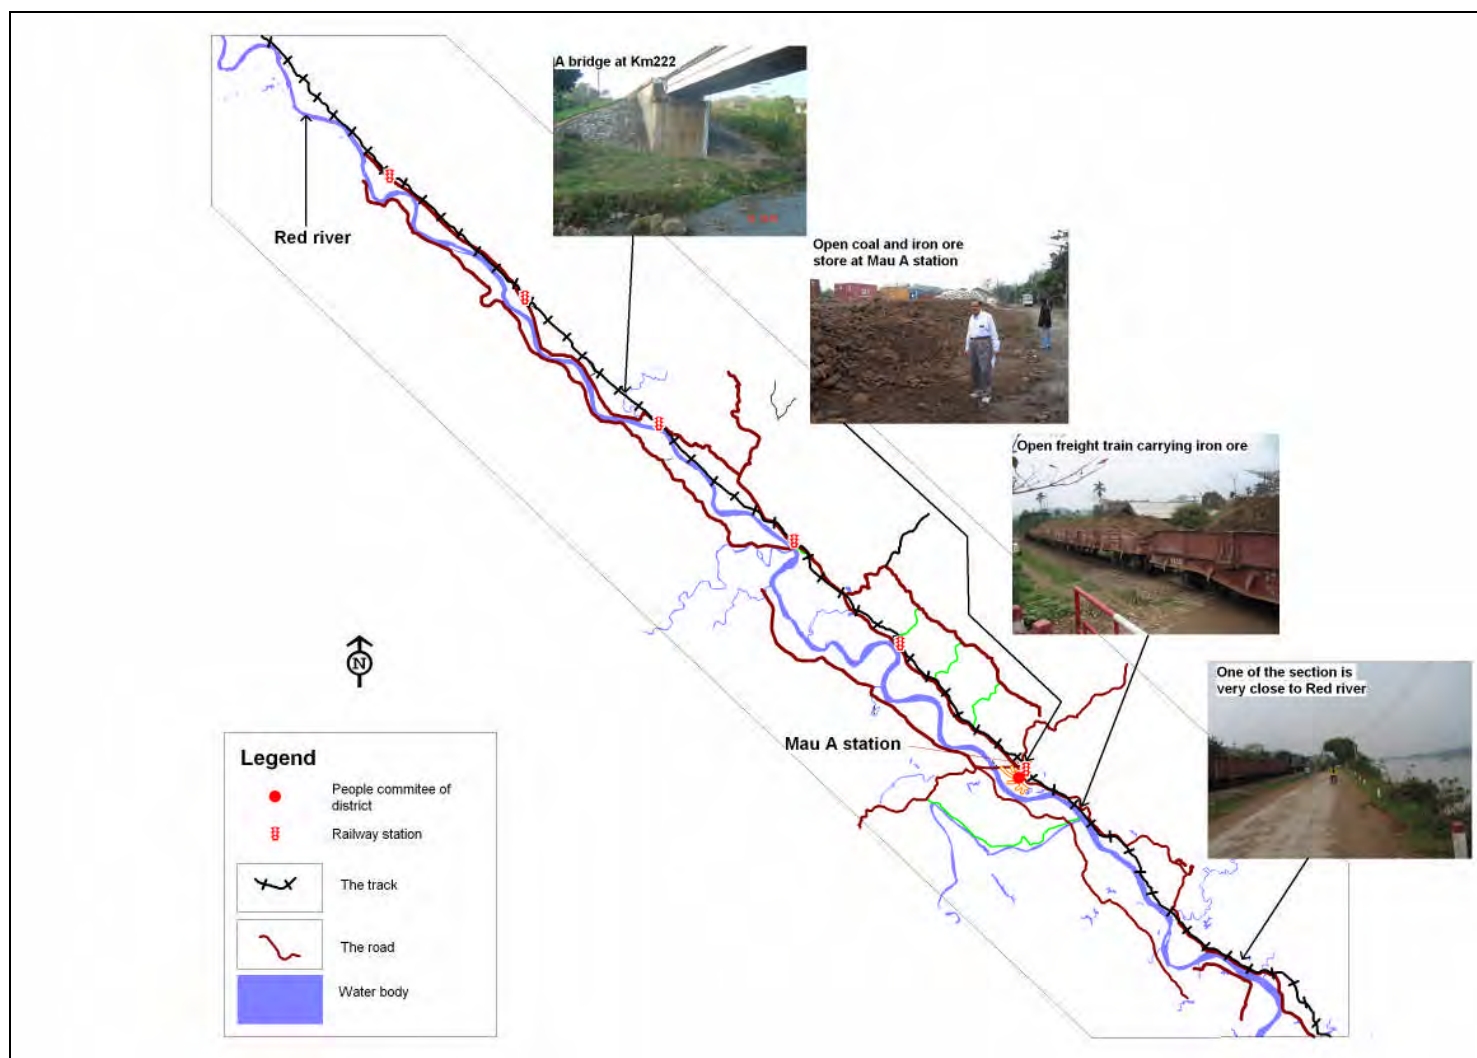 A bridge at Km222
Open coal and iron ore
store at Mau A station
Red river
Open freight train carrying iron ore
One of the section is
very close to Red river
Mau A station
N
Legend
People commitee of
district
Railway station
The track
The road
Water body